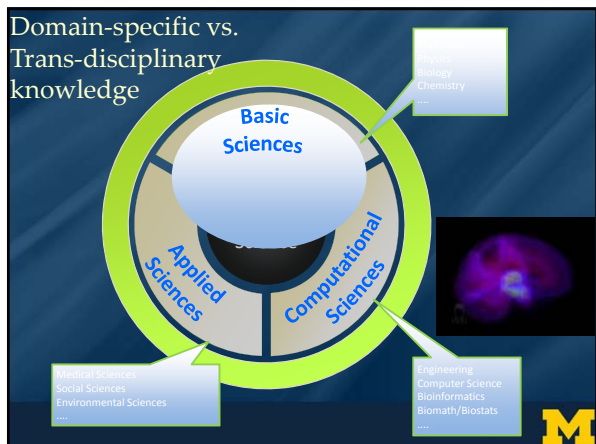 Domain-specific vs.
Trans-disciplinary
knowledge
Physics
Biology
Chemistry
....
Basic
Sciences
Science
Applied
Sciences
Computational
Sciences
Medical Sciences
Social Sciences
Environmental Sciences
....
Engineering
Computer Science
Bioinformatics
Biomath/Biostats
....
M